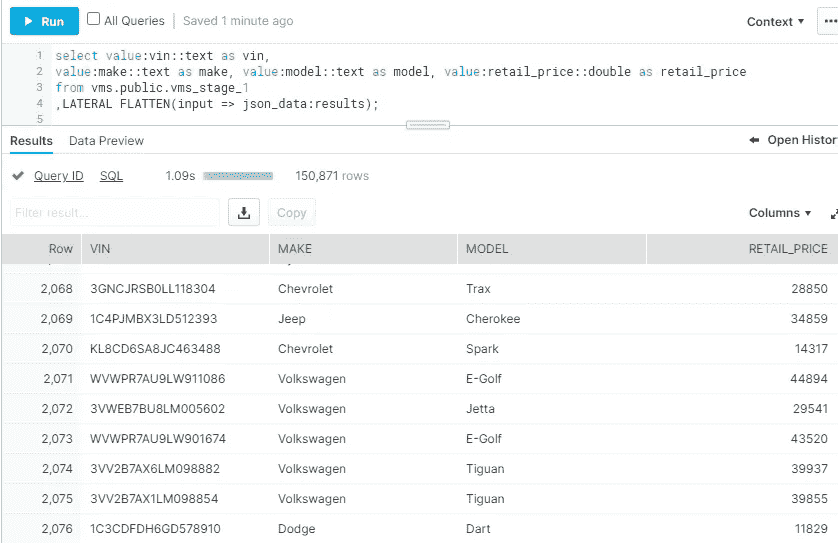 Run All Queries Saved 1 minute ago Context ...
1 select value:vin::text as vin,
2 value:make::text as make, value:model::text as model, value:retail_price::double as retail_price
3 from vms.public.vms_stage_1
4 ,LATERAL FLATTEN(input => json_data:results);
5
Results Data Preview Open Histor
Query ID SQL 1.09s 150,871 rows
Filter result... Copy Columns
Row VIN MAKE MODEL RETAIL_PRICE
2,068 3GNCJRSB0LL118304 Chevrolet Trax 28850
2,069 1C4PJMBX3LD512393 Jeep Cherokee 34859
2,070 KL8CD6SA8JC463488 Chevrolet Spark 14317
2,071 WVWPR7AU9LW911086 Volkswagen E-Golf 44894
2,072 3VWEB7BU8LM005602 Volkswagen Jetta 29541
2,073 WVWPR7AU9LW901674 Volkswagen E-Golf 43520
2,074 3VV2B7AX6LM098882 Volkswagen Tiguan 39937
2,075 3VV2B7AX1LM098854 Volkswagen Tiguan 39855
2,076 1C3CDFDH6GD578910 Dodge Dart 11829